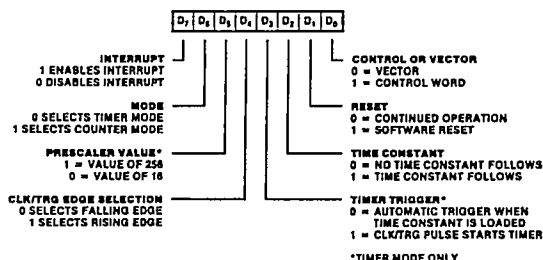 D7 D6 D5 D4 D3 D2 D1 D0
INTERRUPT
1 ENABLES INTERRUPT
0 DISABLES INTERRUPT
MODE
0 SELECTS TIMER MODE
1 SELECTS COUNTER MODE
PRESCALER VALUE*
1 = VALUE OF 256
0 = VALUE OF 16
CLK/TRG EDGE SELECTION
0 SELECTS FALLING EDGE
1 SELECTS RISING EDGE
CONTROL OR VECTOR
0 = VECTOR
1 = CONTROL WORD
RESET
0 = CONTINUED OPERATION
1 = SOFTWARE RESET
TIME CONSTANT
0 = NO TIME CONSTANT FOLLOWS
1 = TIME CONSTANT FOLLOWS
TIMER TRIGGER*
0 = AUTOMATIC TRIGGER WHEN
TIME CONSTANT IS LOADED
1 = CLK/TRG PULSE STARTS TIMER
*TIMER MODE ONLY